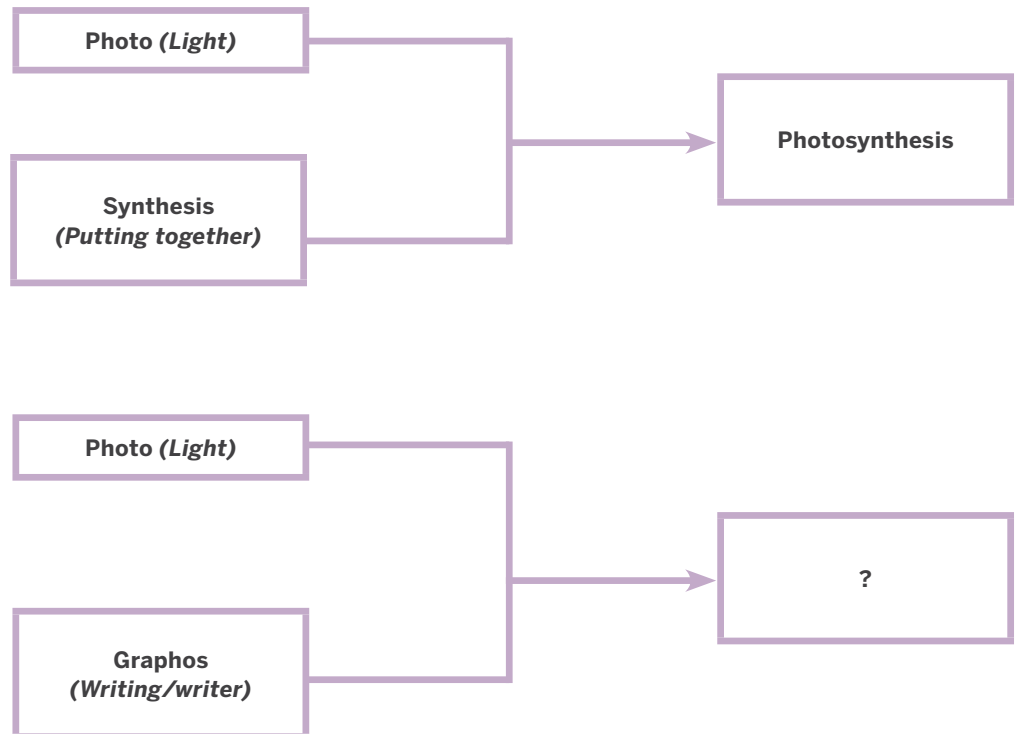 Photo (Light)
Synthesis
(Putting together)
Photosynthesis
Photo (Light)
Graphos
(Writing/writer)
?